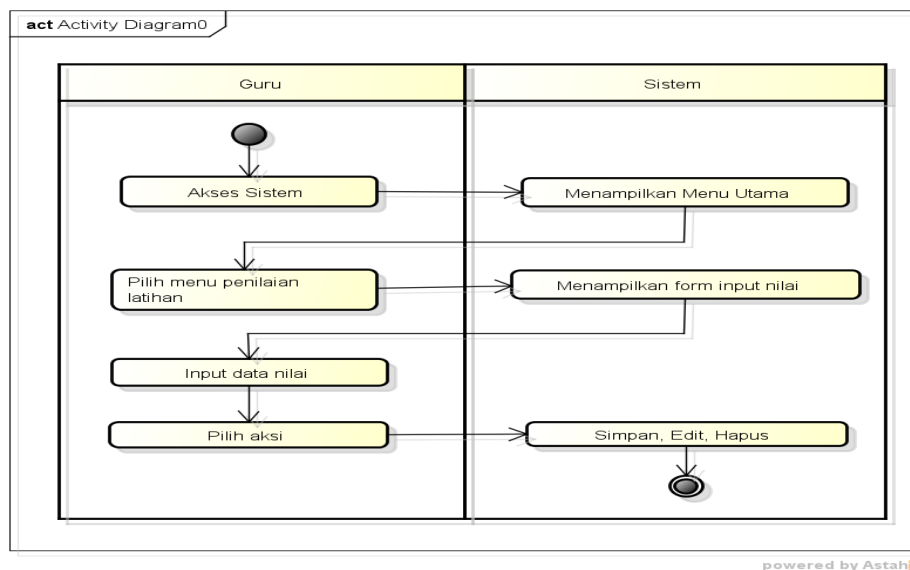 act Activity Diagram0
Guru
Sistem
Akses Sistem
Menampilkan Menu Utama
Pilih menu penilaian
latihan
Menampilkan form input nilai
Input data nilai
Pilih aksi
Simpan, Edit, Hapus
powered by Astah